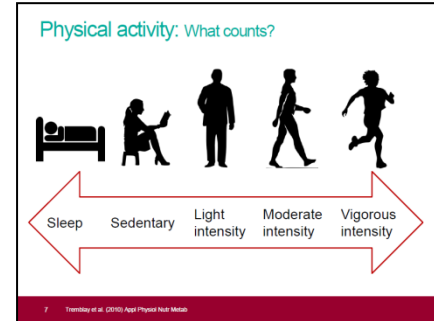 Physical activity: What counts?
Sleep
Sedentary
Light
intensity
Moderate
intensity
Vigorous
intensity
7 Tremblay et al. (2010) Appl Physiol Nutr Metab